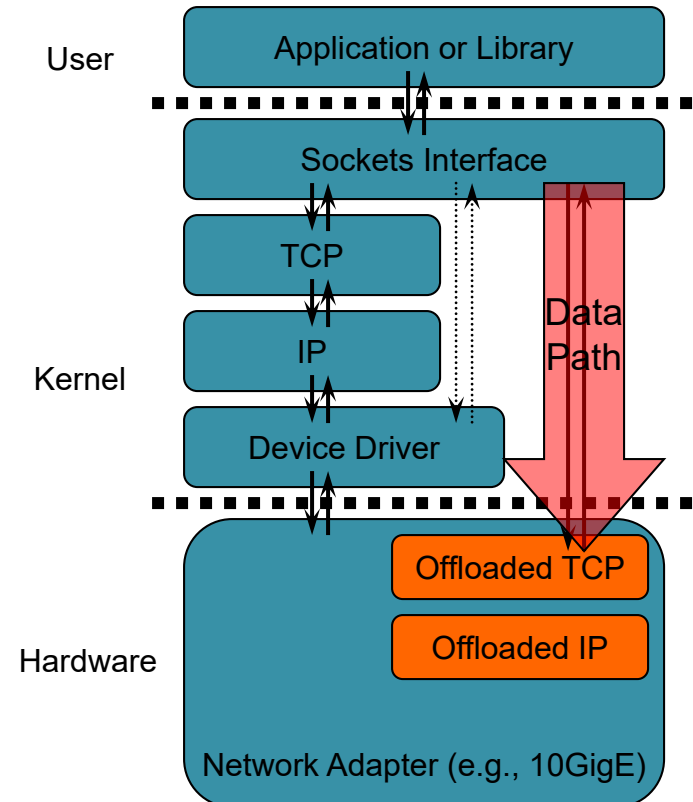 User
Application or Library
Sockets Interface
TCP
Data
Path
IP
Kernel
Device Driver
Offloaded TCP
Offloaded IP
Hardware
Network Adapter (e.g., 10GigE)